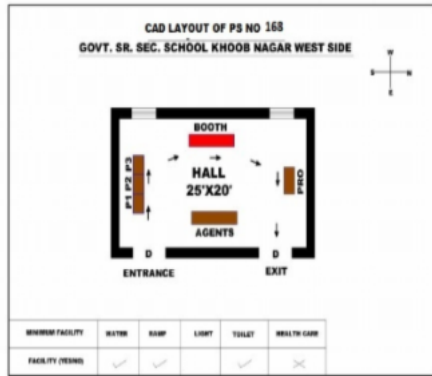 CAD LAYOUT OF PS NO 168
GOVT. SR. SEC. SCHOOL KHOOB NAGAR WEST SIDE
W
S N
E
BOOTH
P1 P2 P3
HALL
25'X20'
PRO
AGENTS
D D
ENTRANCE EXIT
MINIMUM FACILITY WATER RAMP LIGHT TOILET HEALTH CARE
FACILITY (YES/NO)